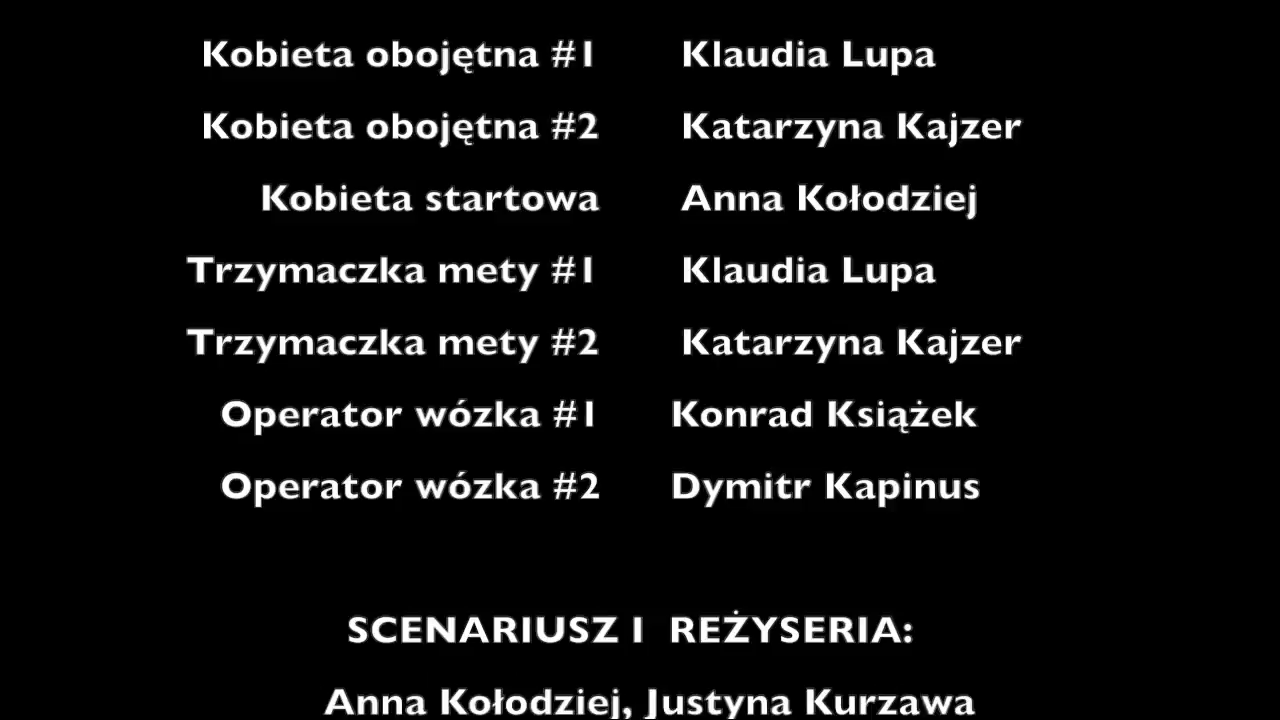 Kobieta obojętna #1 Klaudia Lupa
Kobieta obojętna #2 Katarzyna Kajzer
Kobieta startowa Anna Kołodziej
Trzymaczka mety #1 Klaudia Lupa
Trzymaczka mety #2 Katarzyna Kajzer
Operator wózka #1 Konrad Książek
Operator wózka #2 Dymitr Kapinus
SCENARIUSZ I REŻYSERIA:
Anna Kołodziej, Justyna Kurzawa